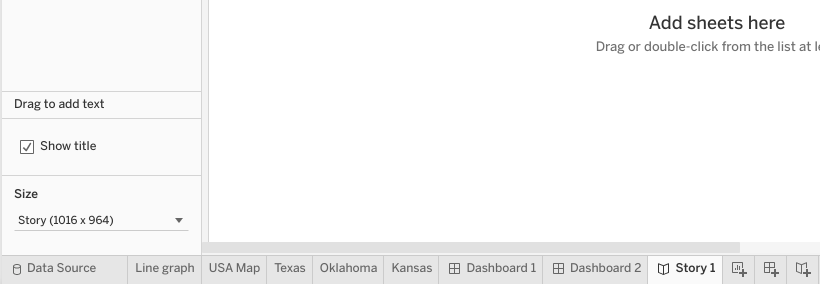 Add sheets here
Drag or double-click from the list at
Drag to add text
Show title
Size
Story (1016 x 964)
Data Source Line graph USA Map Texas Oklahoma Kansas Dashboard 1 Dashboard 2 Story 1